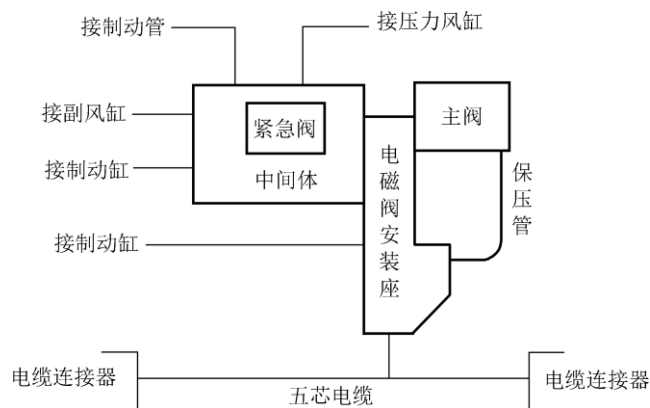 接制动管
接压力风缸
接副风缸
紧急阀
主阀
接制动缸
中间体
电磁阀安装座
保压管
接制动缸
电缆连接器
五芯电缆
电缆连接器